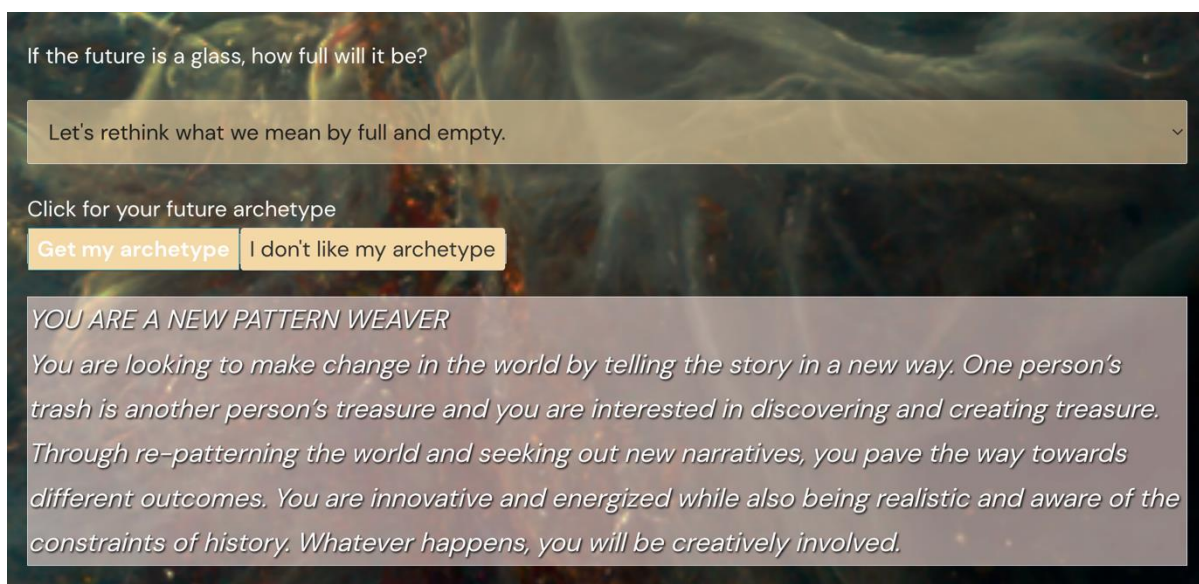 If the future is a glass, how full will it be?
Let's rethink what we mean by full and empty.
Click for your future archetype
Get my archetype I don't like my archetype
YOU ARE A NEW PATTERN WEAVER
You are looking to make change in the world by telling the story in a new way. One person’s
trash is another person’s treasure and you are interested in discovering and creating treasure.
Through re-patterning the world and seeking out new narratives, you pave the way towards
different outcomes. You are innovative and energized while also being realistic and aware of the
constraints of history. Whatever happens, you will be creatively involved.